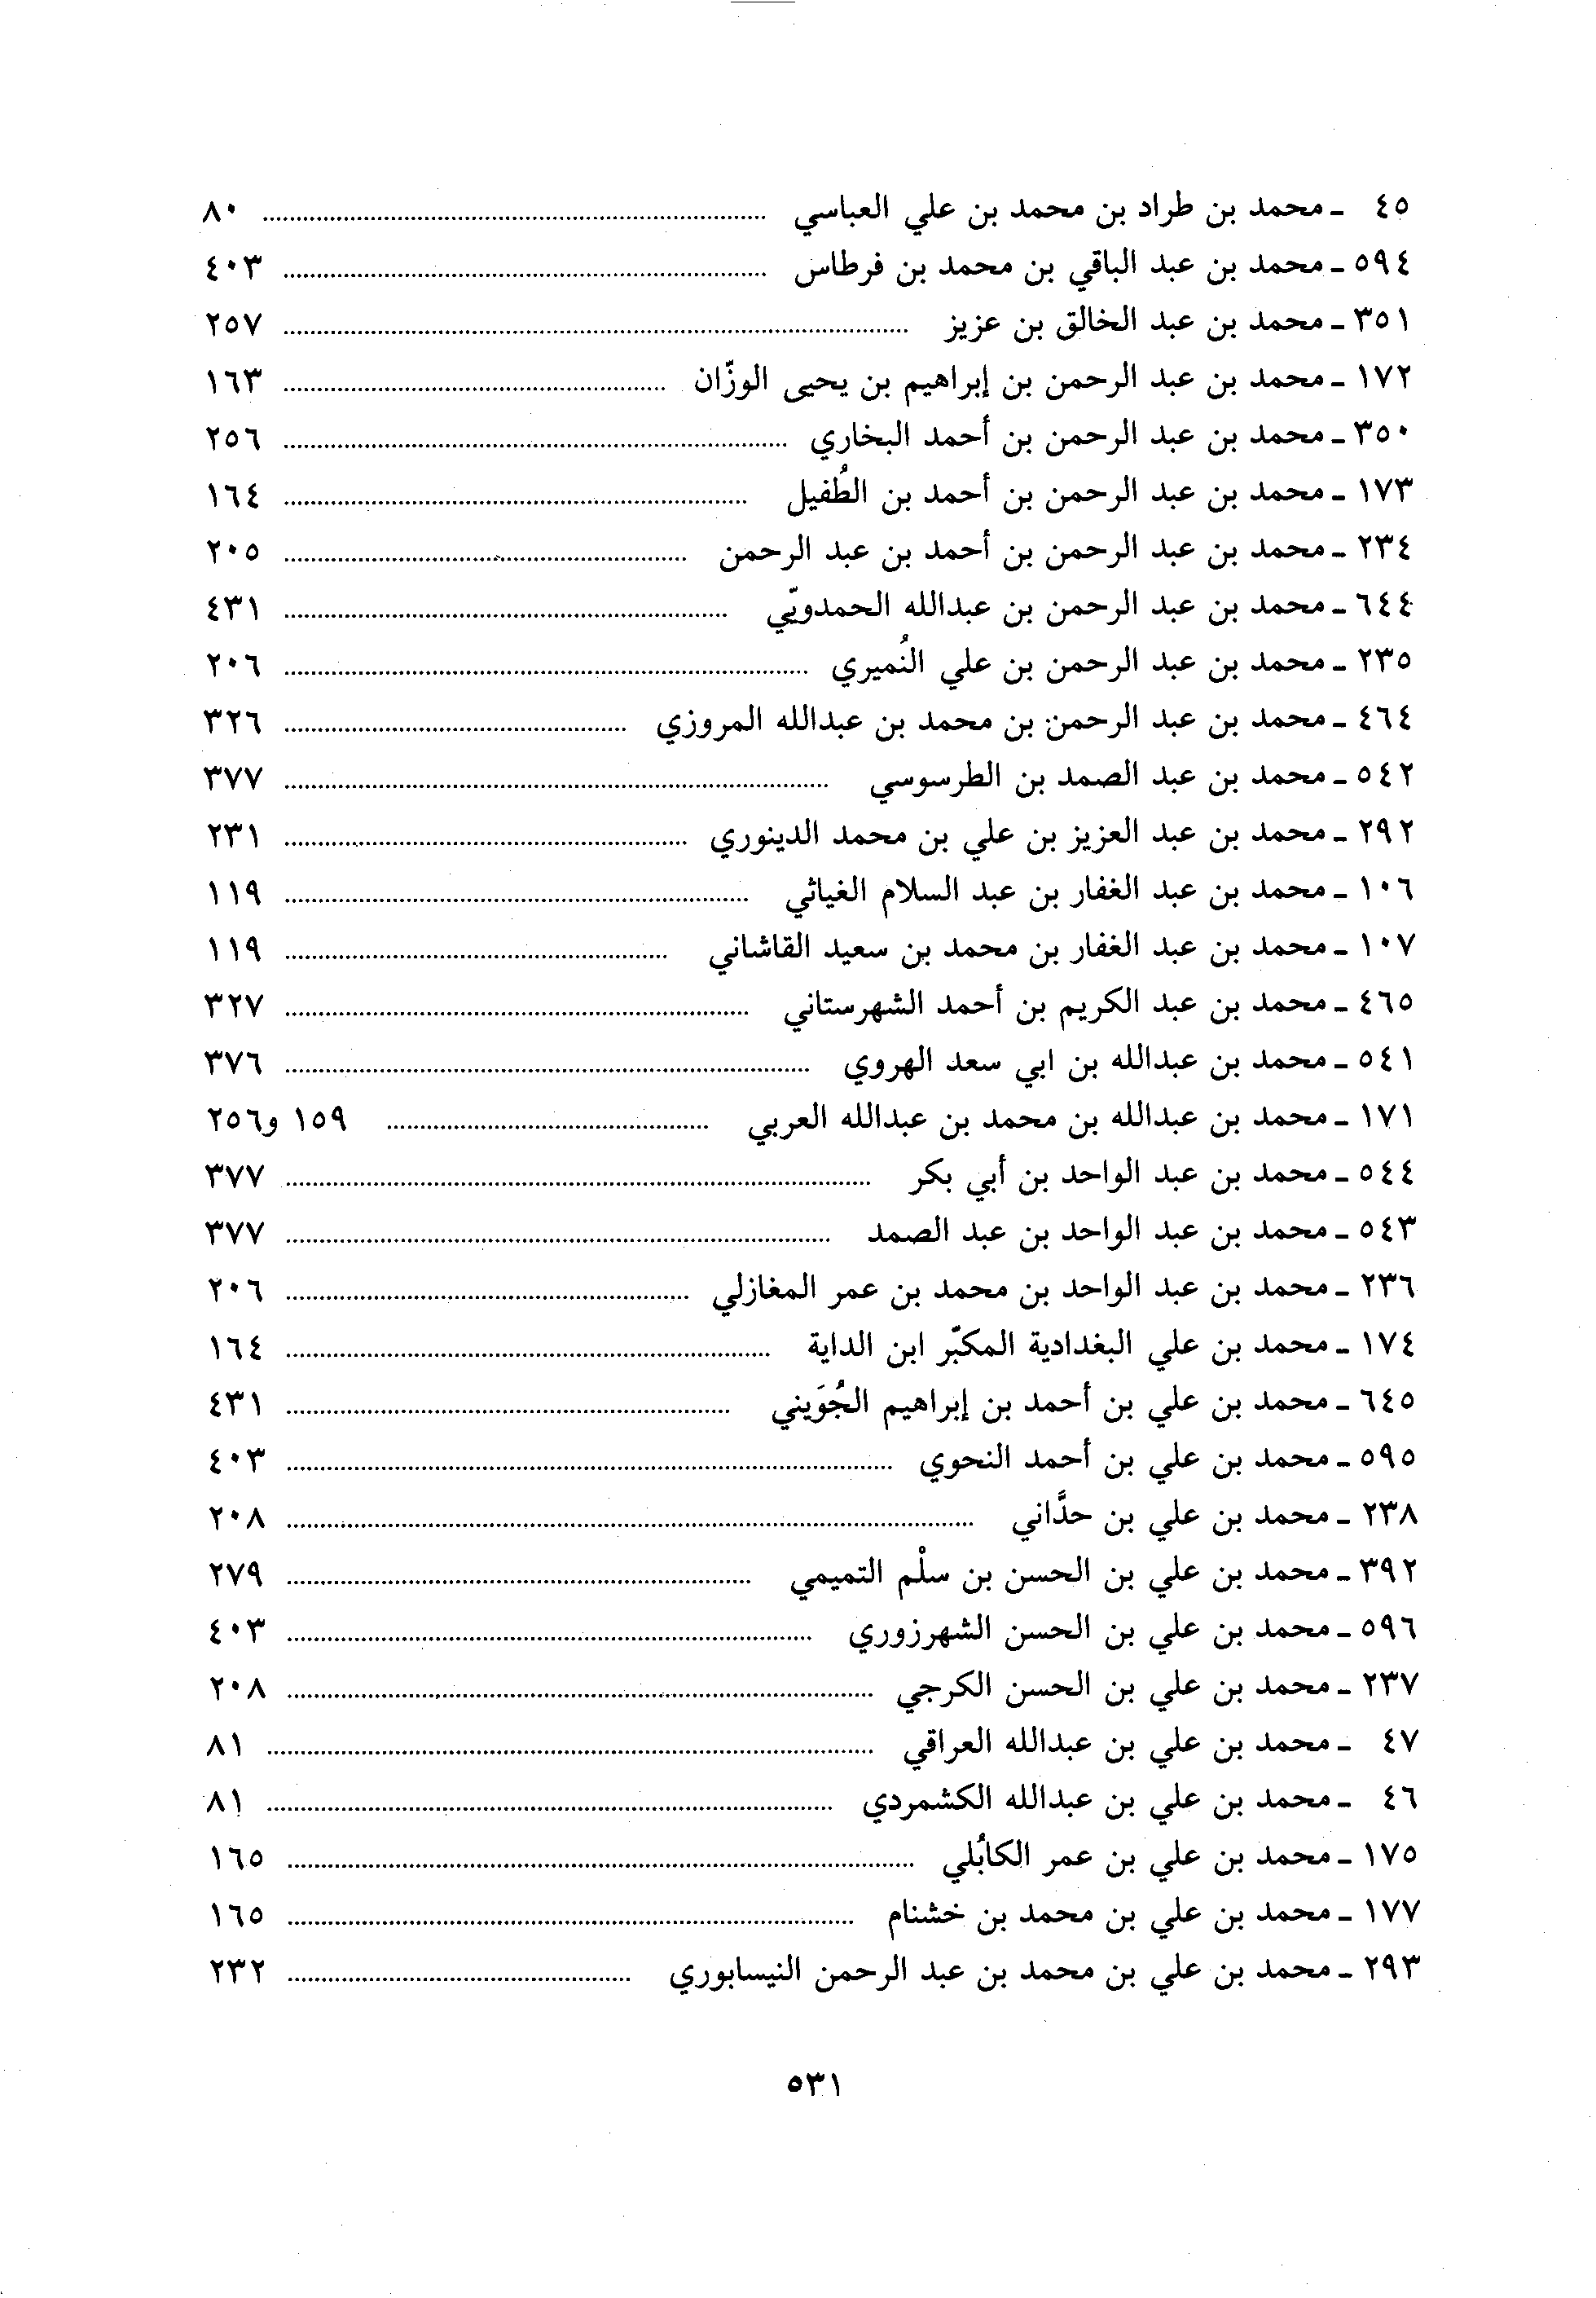 ٤٥ ـ محمد بن طراد بن محمد بن علي العباسي ........ ٨٠
٥٩٤ ـ محمد بن عبد الباقي بن محمد بن فرطاس ........ ٤٠٣
٣٥١ ـ محمد بن عبد الخالق بن عزيز ........ ٢٥٧
١٧٢ ـ محمد بن عبد الرحمن بن إبراهيم بن يحيى الوزّان ........ ١٦٣
٣٥٠ ـ محمد بن عبد الرحمن بن أحمد البخاري ........ ٢٥٦
١٧٣ ـ محمد بن عبد الرحمن بن أحمد بن الطُفيل ........ ١٦٤
٢٣٤ ـ محمد بن عبد الرحمن بن أحمد بن عبد الرحمن ........ ٢٠٥
٦٤٤ ـ محمد بن عبد الرحمن بن عبدالله الحمدويّي ........ ٤٣١
٢٣٥ ـ محمد بن عبد الرحمن بن علي النُميري ........ ٢٠٦
٤٦٤ ـ محمد بن عبد الرحمن بن محمد بن عبدالله المروزي ........ ٣٢٦
٥٤٢ ـ محمد بن عبد الصمد بن الطرسوسي ........ ٣٧٧
٢٩٢ ـ محمد بن عبد العزيز بن علي بن محمد الدينوري ........ ٢٣١
١٠٦ ـ محمد بن عبد الغفار بن عبد السلام الغياثي ........ ١١٩
١٠٧ ـ محمد بن عبد الغفار بن محمد بن سعيد القاشاني ........ ١١٩
٤٦٥ ـ محمد بن عبد الكريم بن أحمد الشهرستاني ........ ٣٢٧
٥٤١ ـ محمد بن عبدالله بن ابي سعد الهروي ........ ٣٧٦
١٧١ ـ محمد بن عبدالله بن محمد بن عبدالله العربي ........ ١٥٩ و٢٥٦
٥٤٤ ـ محمد بن عبد الواحد بن أبي بكر ........ ٣٧٧
٥٤٣ ـ محمد بن عبد الواحد بن عبد الصمد ........ ٣٧٧
٢٣٦ ـ محمد بن عبد الواحد بن محمد بن عمر المغازلي ........ ٢٠٦
١٧٤ ـ محمد بن علي البغدادية المكبّر ابن الداية ........ ١٦٤
٦٤٥ ـ محمد بن علي بن أحمد بن إبراهيم الجُوَيني ........ ٤٣١
٥٩٥ ـ محمد بن علي بن أحمد النحوي ........ ٤٠٣
٢٣٨ ـ محمد بن علي بن حدَّاني ........ ٢٠٨
٣٩٢ ـ محمد بن علي بن الحسن بن سلْم التميمي ........ ٢٧٩
٥٩٦ ـ محمد بن علي بن الحسن الشهرزوري ........ ٤٠٣
٢٣٧ ـ محمد بن علي بن الحسن الكرجي ........ ٢٠٨
٤٧ ـ محمد بن علي بن عبدالله العراقي ........ ٨١
٤٦ ـ محمد بن علي بن عبدالله الكشمردي ........ ٨١
١٧٥ ـ محمد بن علي بن عمر الكابُلي ........ ١٦٥
١٧٧ ـ محمد بن علي بن محمد بن خشنام ........ ١٦٥
٢٩٣ ـ محمد بن علي بن محمد بن عبد الرحمن النيسابوري ........ ٢٣٢
٥٣١